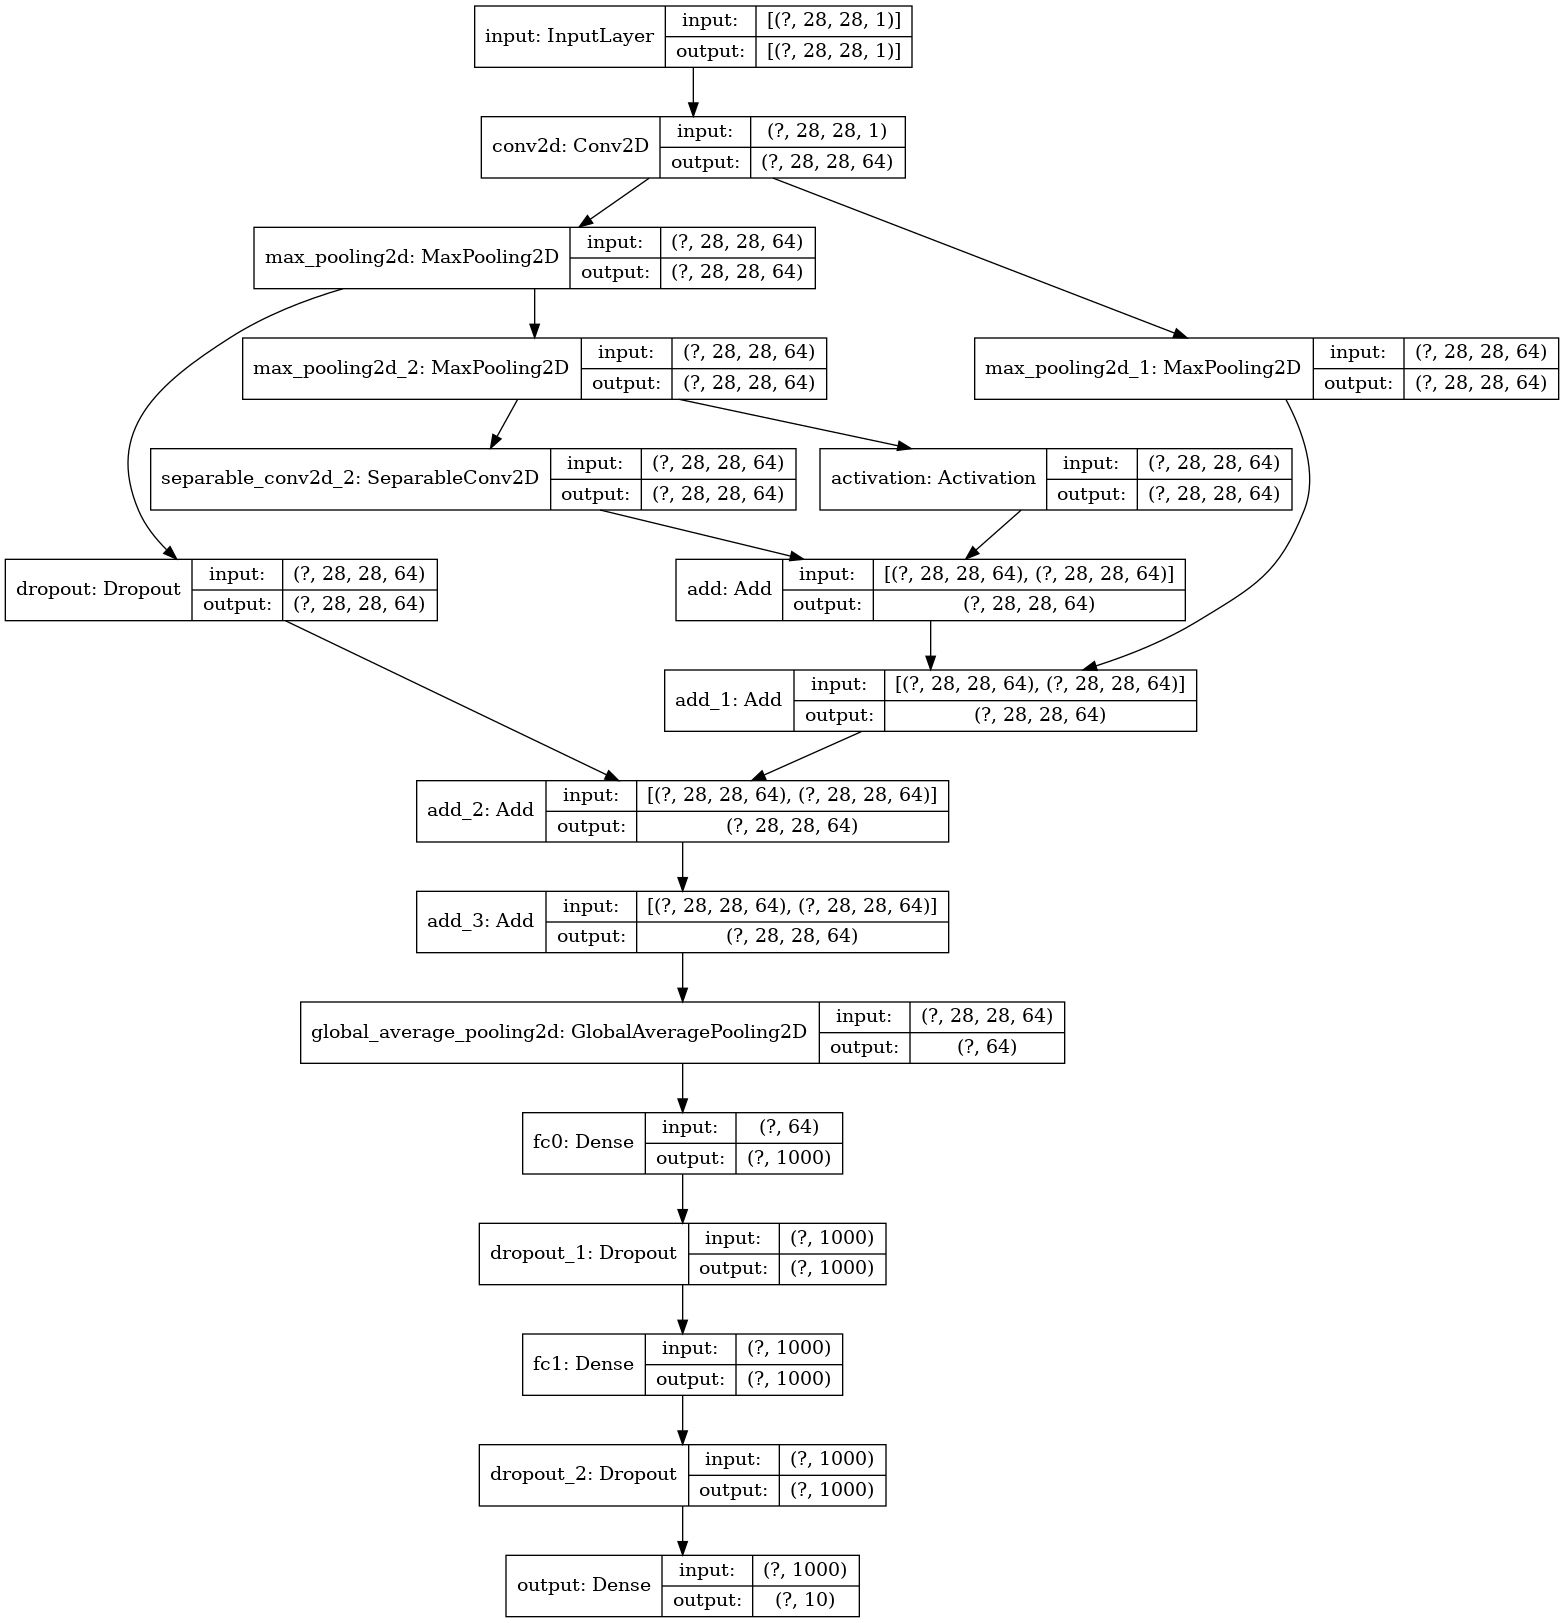 input: InputLayer
input:
[(?, 28, 28, 1)]
output:
[(?, 28, 28, 1)]
conv2d: Conv2D
input:
(?, 28, 28, 1)
output:
(?, 28, 28, 64)
max_pooling2d: MaxPooling2D
input:
(?, 28, 28, 64)
output:
(?, 28, 28, 64)
max_pooling2d_2: MaxPooling2D
input:
(?, 28, 28, 64)
output:
(?, 28, 28, 64)
max_pooling2d_1: MaxPooling2D
input:
(?, 28, 28, 64)
output:
(?, 28, 28, 64)
separable_conv2d_2: SeparableConv2D
input:
(?, 28, 28, 64)
output:
(?, 28, 28, 64)
activation: Activation
input:
(?, 28, 28, 64)
output:
(?, 28, 28, 64)
dropout: Dropout
input:
(?, 28, 28, 64)
output:
(?, 28, 28, 64)
add: Add
input:
[(?, 28, 28, 64), (?, 28, 28, 64)]
output:
(?, 28, 28, 64)
add_1: Add
input:
[(?, 28, 28, 64), (?, 28, 28, 64)]
output:
(?, 28, 28, 64)
add_2: Add
input:
[(?, 28, 28, 64), (?, 28, 28, 64)]
output:
(?, 28, 28, 64)
add_3: Add
input:
[(?, 28, 28, 64), (?, 28, 28, 64)]
output:
(?, 28, 28, 64)
global_average_pooling2d: GlobalAveragePooling2D
input:
(?, 28, 28, 64)
output:
(?, 64)
fc0: Dense
input:
(?, 64)
output:
(?, 1000)
dropout_1: Dropout
input:
(?, 1000)
output:
(?, 1000)
fc1: Dense
input:
(?, 1000)
output:
(?, 1000)
dropout_2: Dropout
input:
(?, 1000)
output:
(?, 1000)
output: Dense
input:
(?, 1000)
output:
(?, 10)